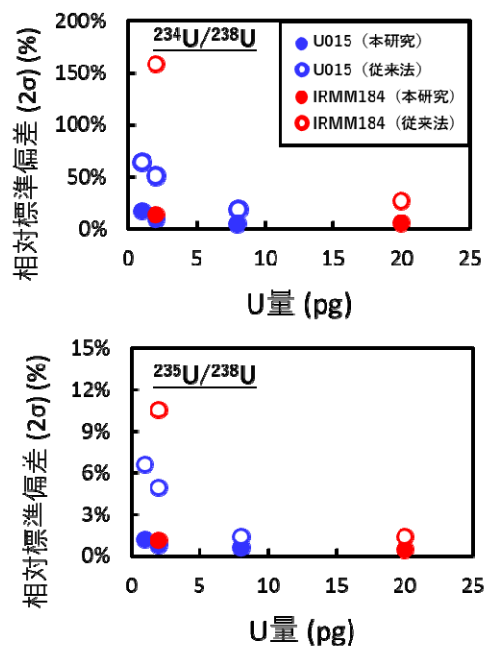 200%
150%
100%
50%
0%
相対標準偏差 (2σ) (%)
²³⁴U/²³⁸U
U015（本研究）
U015（従来法）
IRMM184（本研究）
IRMM184（従来法）
0 5 10 15 20 25
U量 (pg)
15%
12%
9%
6%
3%
0%
相対標準偏差 (2σ) (%)
²³⁵U/²³⁸U
0 5 10 15 20 25
U量 (pg)